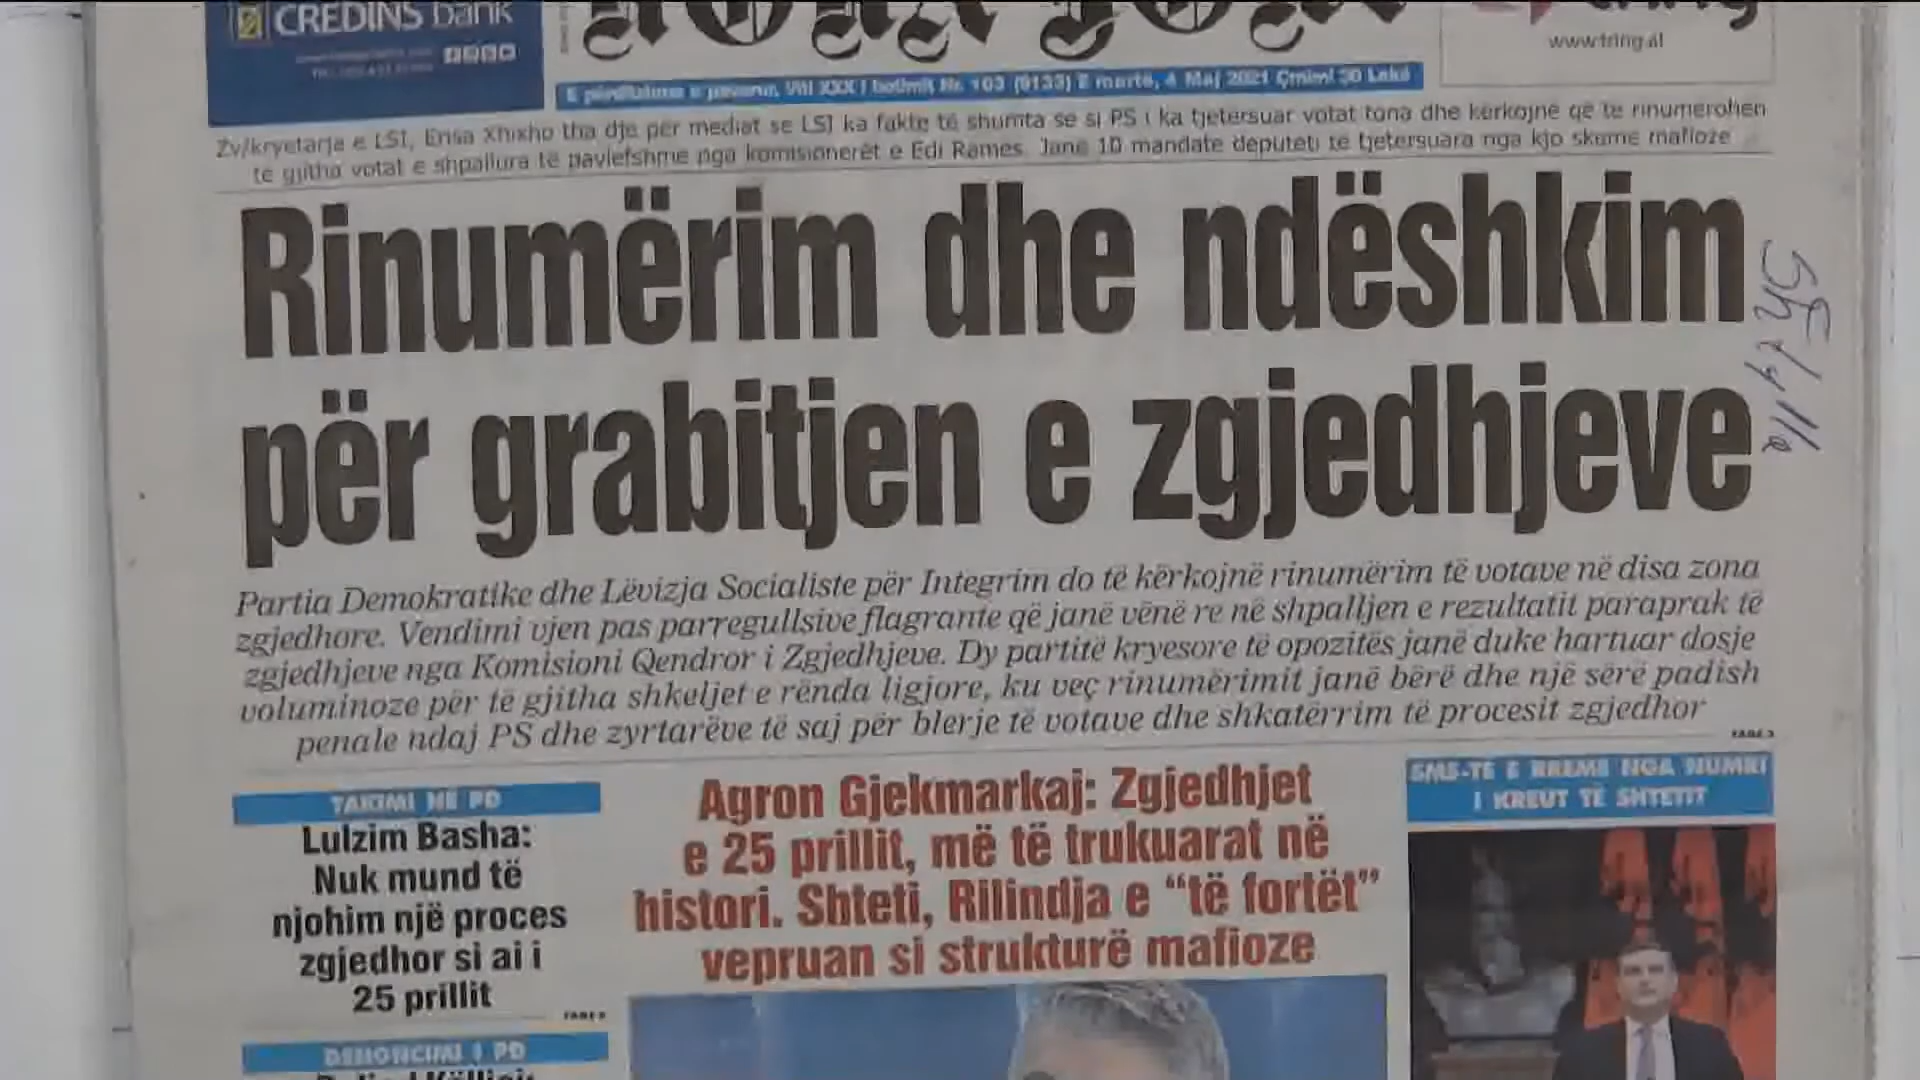 CREDINS bank
www.tring.al
E përditshme e pavarur, Viti XXX i botimit Nr. 103 (9133) E martë, 4 Maj 2021 Çmimi 30 Lekë
Zv/kryetarja e LSI, Ensa Xhixho tha dje për mediat se LSI ka fakte të shumta se si PS i ka tjetersuar votat tona dhe kërkojnë që të rinumërohen
të gjitha votat e shpallura të pavlefshme nga komisionerët e Edi Ramës. Janë 10 mandate deputeti të tjetersuara nga kjo skemë mafioze
Rinumërim dhe ndëshkim
për grabitjen e zgjedhjeve
Partia Demokratike dhe Lëvizja Socialiste për Integrim do të kërkojnë rinumërim të votave në disa zona
zgjedhore. Vendimi vjen pas parregullsive flagrante që janë vënë re në shpalljen e rezultatit paraprak të
zgjedhjeve nga Komisioni Qendror i Zgjedhjeve. Dy partitë kryesore të opozitës janë duke hartuar dosje
voluminoze për të gjitha shkeljet e rënda ligjore, ku veç rinumërimit janë bërë dhe një sërë padish
penale ndaj PS dhe zyrtarëve të saj për blerje të votave dhe shkatërrim të procesit zgjedhor
TAKIMI NË PD
Lulzim Basha:
Nuk mund të
njohim një proces
zgjedhor si ai i
25 prillit
DENONCIMI I PD
Agron Gjekmarkaj: Zgjedhjet
e 25 prillit, më të trukuarat në
histori. Shteti, Rilindja e “të fortët”
vepruan si strukturë mafioze
SMS-TË E RREME NGA NUMRI
I KREUT TË SHTETIT